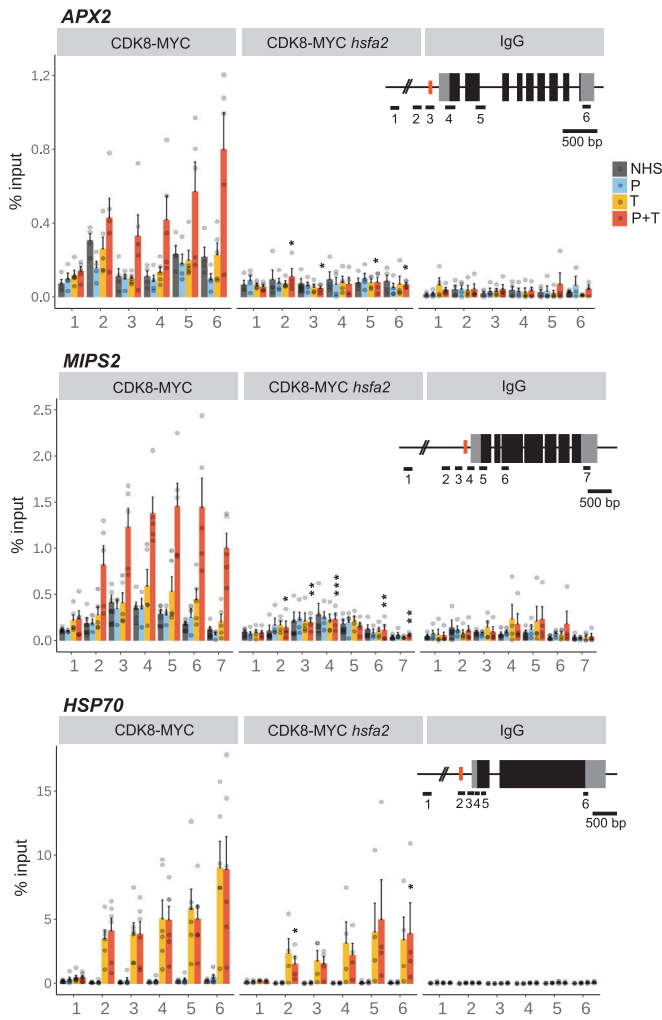 APX2
CDK8-MYC CDK8-MYC hsfa2 IgG
% input
1,2
0.8
0.4
0.0
1 2 3 4 5 6 1 2 3 4 5 6 1 2 3 4 5 6
* * * *
1 2 3 4 5 6
500 bp
NHS
P
T
P+T
MIPS2
CDK8-MYC CDK8-MYC hsfa2 IgG
% input
2.5
2.0
1.5
1.0
0.5
0.0
1 2 3 4 5 6 7 1 2 3 4 5 6 7 1 2 3 4 5 6 7
* ** *** ** **
1 2 3 4 5 6 7
500 bp
HSP70
CDK8-MYC CDK8-MYC hsfa2 IgG
% input
15
10
5
0
1 2 3 4 5 6 1 2 3 4 5 6 1 2 3 4 5 6
* *
1 2 3 4 5 6
500 bp